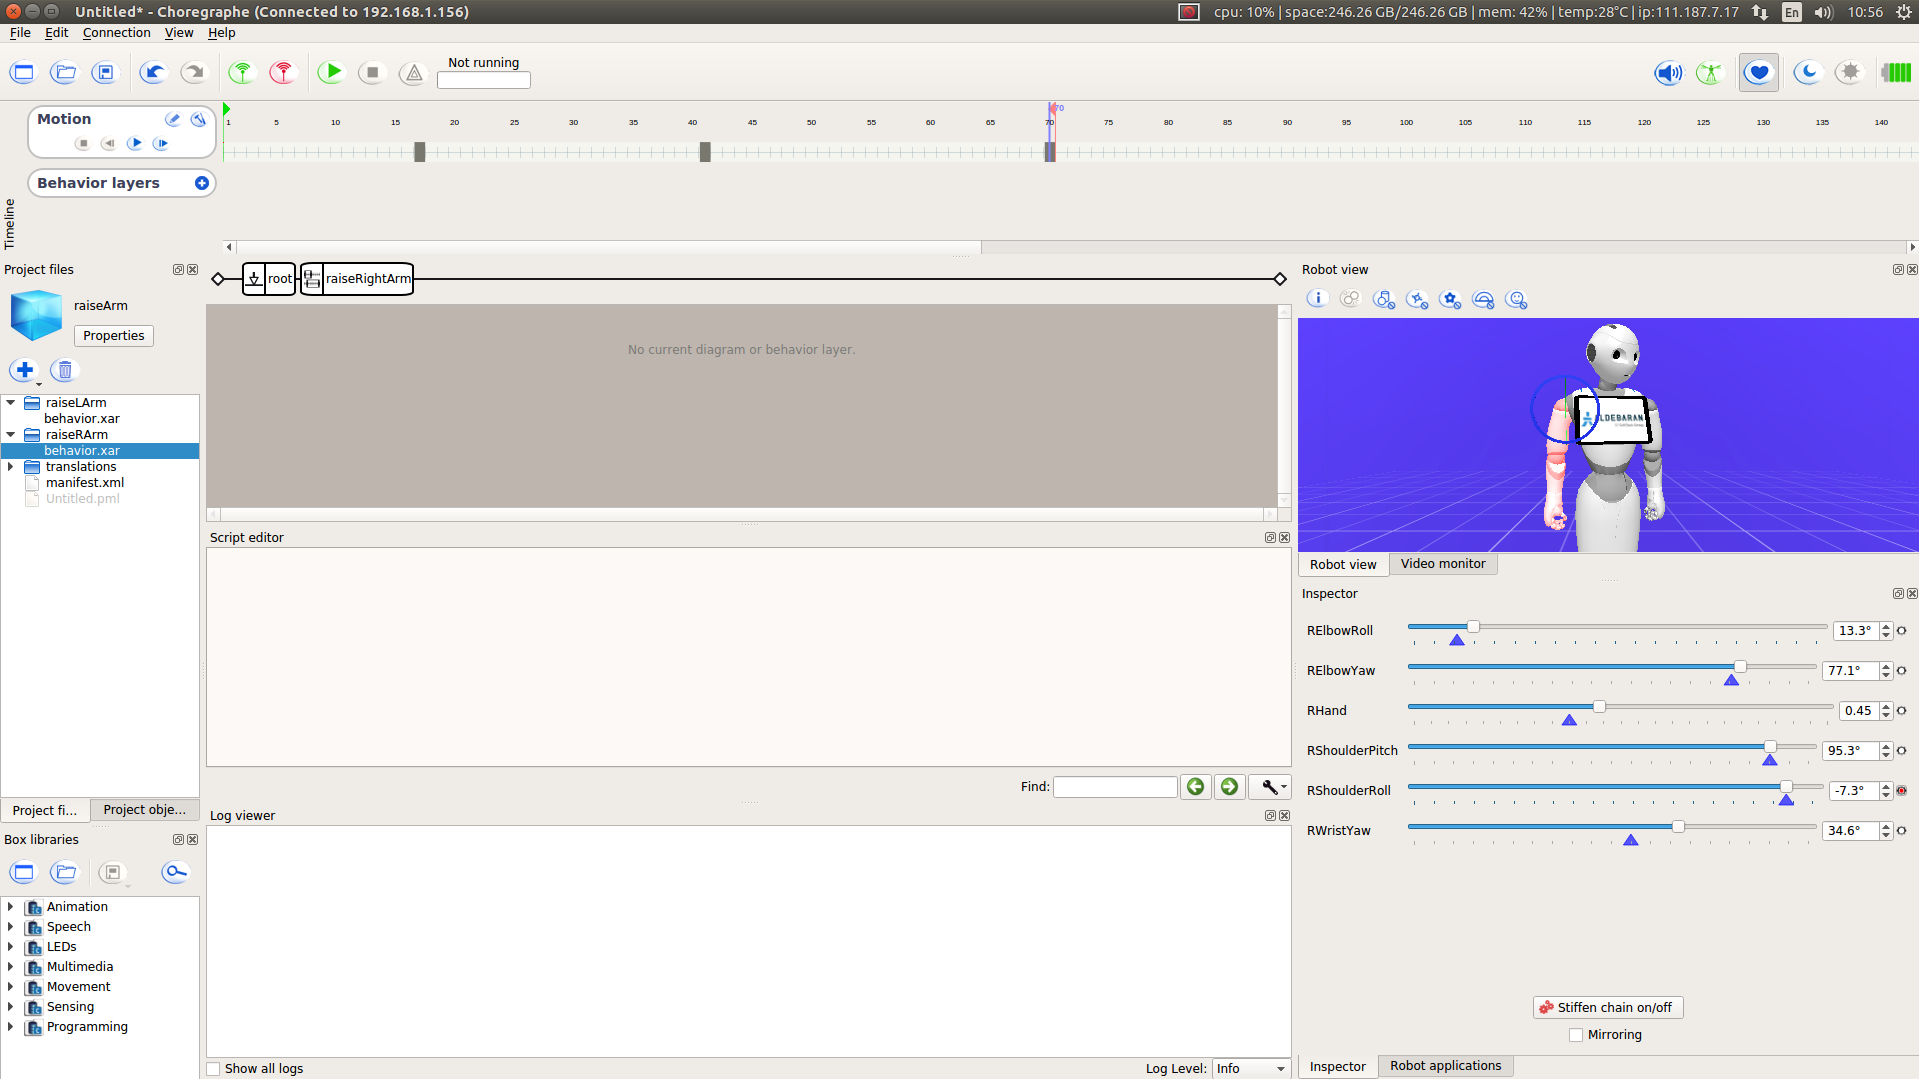 Untitled* - Choregraphe (Connected to 192.168.1.156)
cpu: 10% | space:246.26 GB/246.26 GB | mem: 42% | temp:28°C | ip:111.187.7.17
En
10:56
File Edit Connection View Help
Not running
Motion
Behavior layers
Timeline
70
1 5 10 15 20 25 30 35 40 45 50 55 60 65 70 75 80 85 90 95 100 105 110 115 120 125 130 135 140
Project files
raiseArm
Properties
raiseLArm
behavior.xar
raiseRArm
behavior.xar
translations
manifest.xml
Untitled.pml
Project fi...
Project obje...
Box libraries
Animation
Speech
LEDs
Multimedia
Movement
Sensing
Programming
root
raiseRightArm
No current diagram or behavior layer.
Script editor
Find:
Log viewer
Show all logs
Log Level: Info
Robot view
ALDEBARAN
Robot view
Video monitor
Inspector
RElbowRoll 13.3°
RElbowYaw 77.1°
RHand 0.45
RShoulderPitch 95.3°
RShoulderRoll -7.3°
RWristYaw 34.6°
Stiffen chain on/off
Mirroring
Inspector
Robot applications